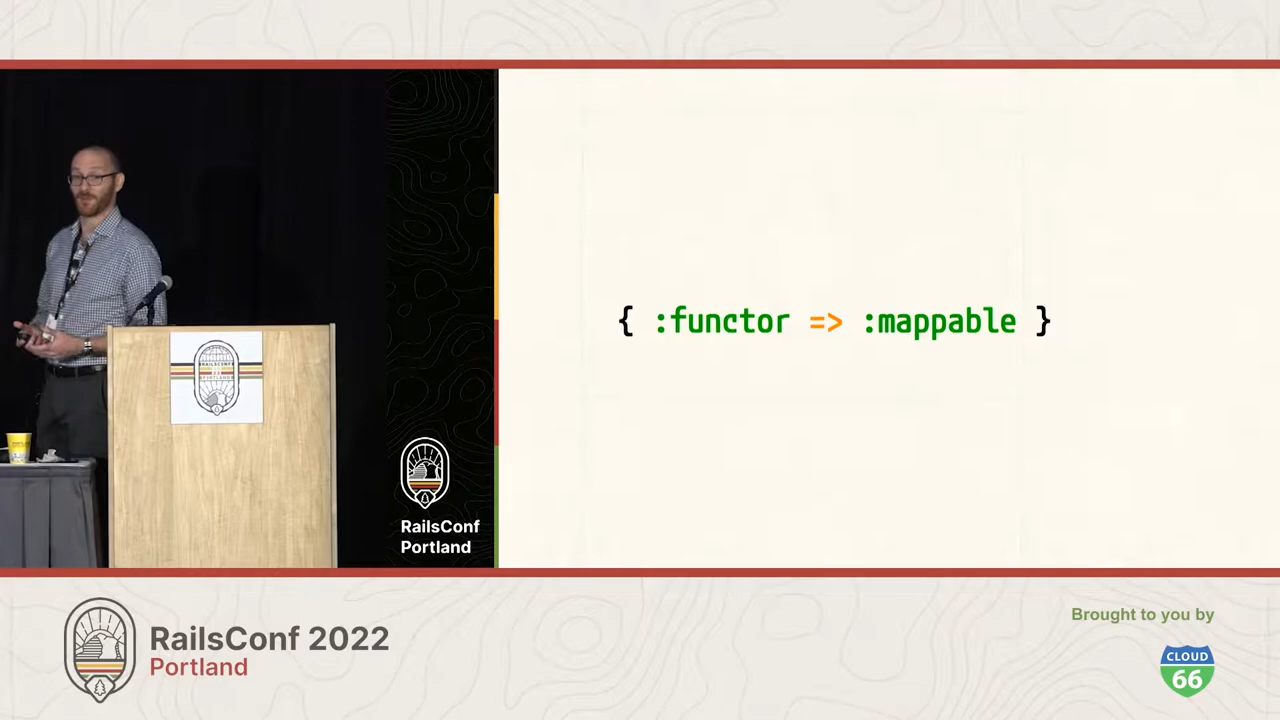 { :functor => :mappable }
RailsConf
Portland
RailsConf 2022
Portland
Brought to you by
CLOUD
66